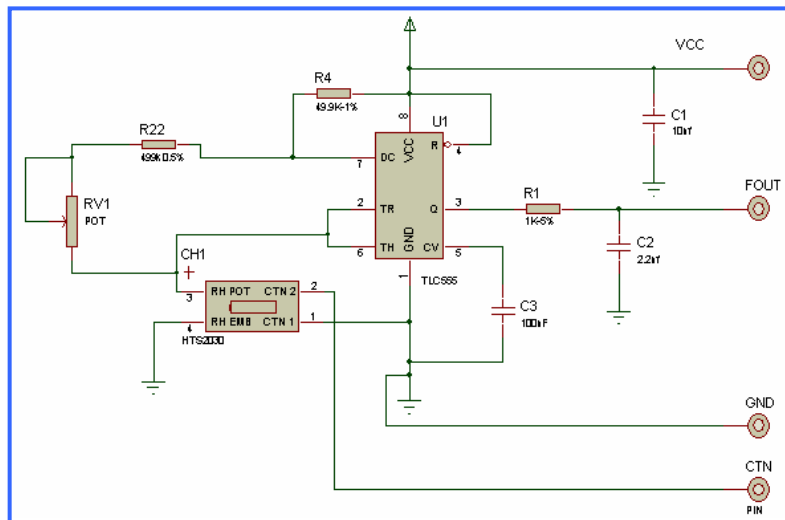 VCC
R4
49.9K-1%
8
U1
C1
10nf
R22
499K 0.5%
7
DC
VCC
R
4
FOUT
RV1
POT
2
TR
Q
3
R1
1K-5%
C2
2.2nf
CH1
6
TH
GND
CV
5
1
TLC555
3
RH POT
CTN 2
2
C3
100nF
4
RH EMB
CTN 1
1
HTS2030
GND
CTN
PIN